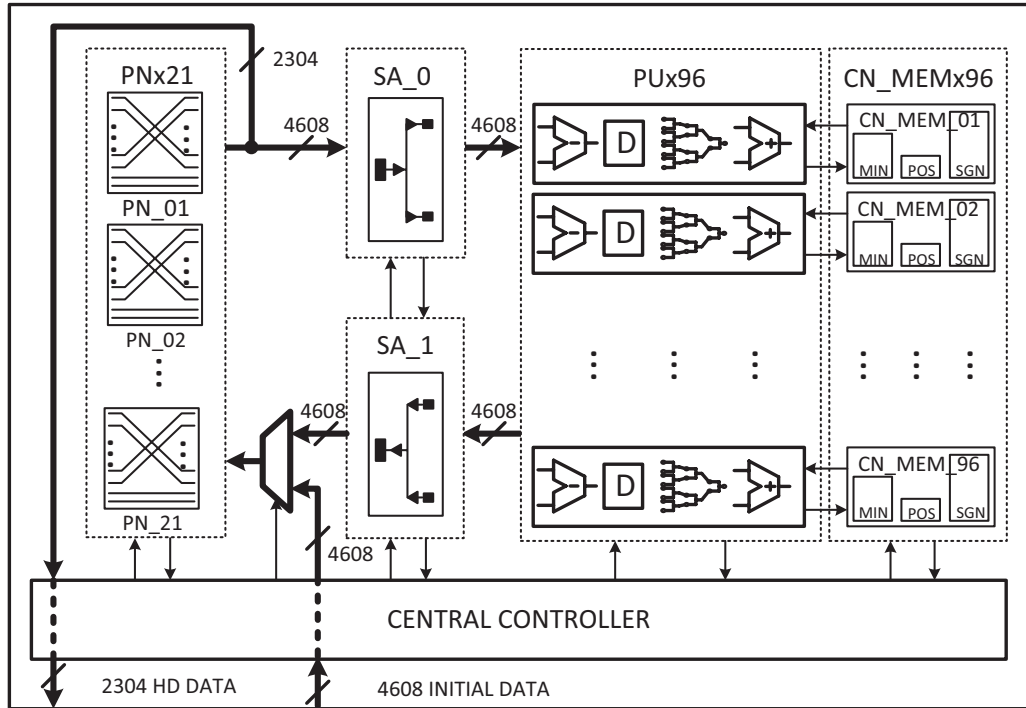 2304
PNx21
SA_0
PUx96
CN_MEMx96
4608
4608
D
CN_MEM_01
MIN
POS
SGN
PN_01
D
CN_MEM_02
MIN
POS
SGN
PN_02
SA_1
4608
4608
D
CN_MEM_96
MIN
POS
SGN
PN_21
4608
CENTRAL CONTROLLER
2304 HD DATA
4608 INITIAL DATA